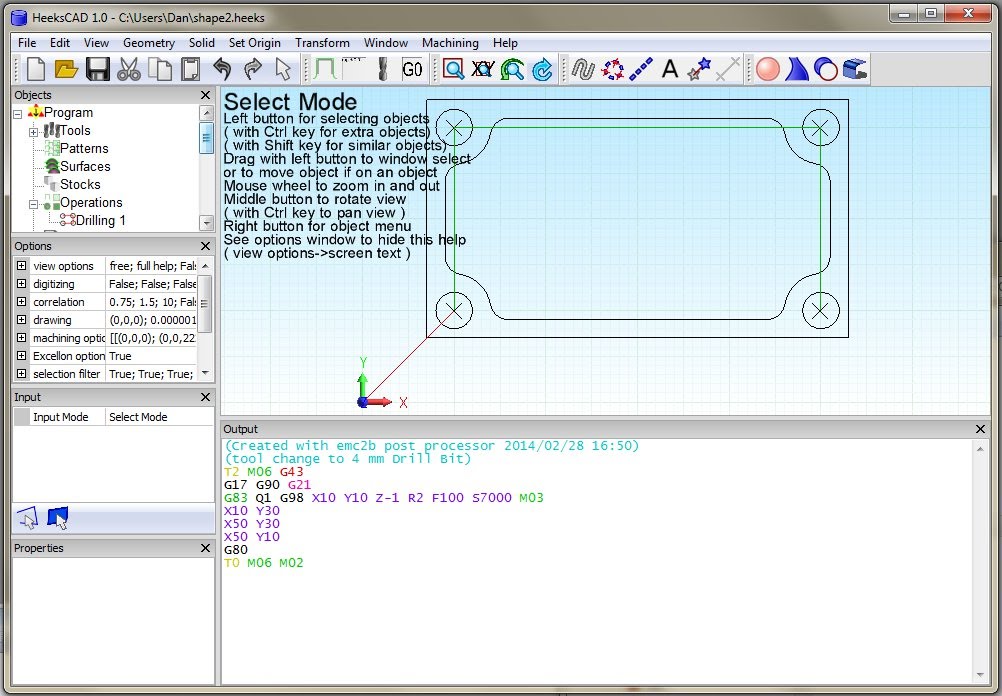 HeeksCAD 1.0 - C:\Users\Dan\shape2.heeks
File Edit View Geometry Solid Set Origin Transform Window Machining Help
G0 XY A
Objects
Program
Tools
Patterns
Surfaces
Stocks
Operations
Drilling 1
Options
view options free; full help; Fals
digitizing False; False; False
correlation 0.75; 1.5; 10; Fals
drawing (0,0,0); 0.000001
machining optic [[(0,0,0); (0,0,22
Excellon option True
selection filter True; True; True;
Input
Input Mode Select Mode
Properties
Select Mode
Left button for selecting objects
( with Ctrl key for extra objects)
( with Shift key for similar objects)
Drag with left button to window select
or to move object if on an object
Mouse wheel to zoom in and out
Middle button to rotate view
( with Ctrl key to pan view )
Right button for object menu
See options window to hide this help
( view options->screen text )
Y
X
Output
(Created with emc2b post processor 2014/02/28 16:50)
(tool change to 4 mm Drill Bit)
T2 M06 G43
G17 G90 G21
G83 Q1 G98 X10 Y10 Z-1 R2 F100 S7000 M03
X10 Y30
X50 Y30
X50 Y10
G80
T0 M06 M02